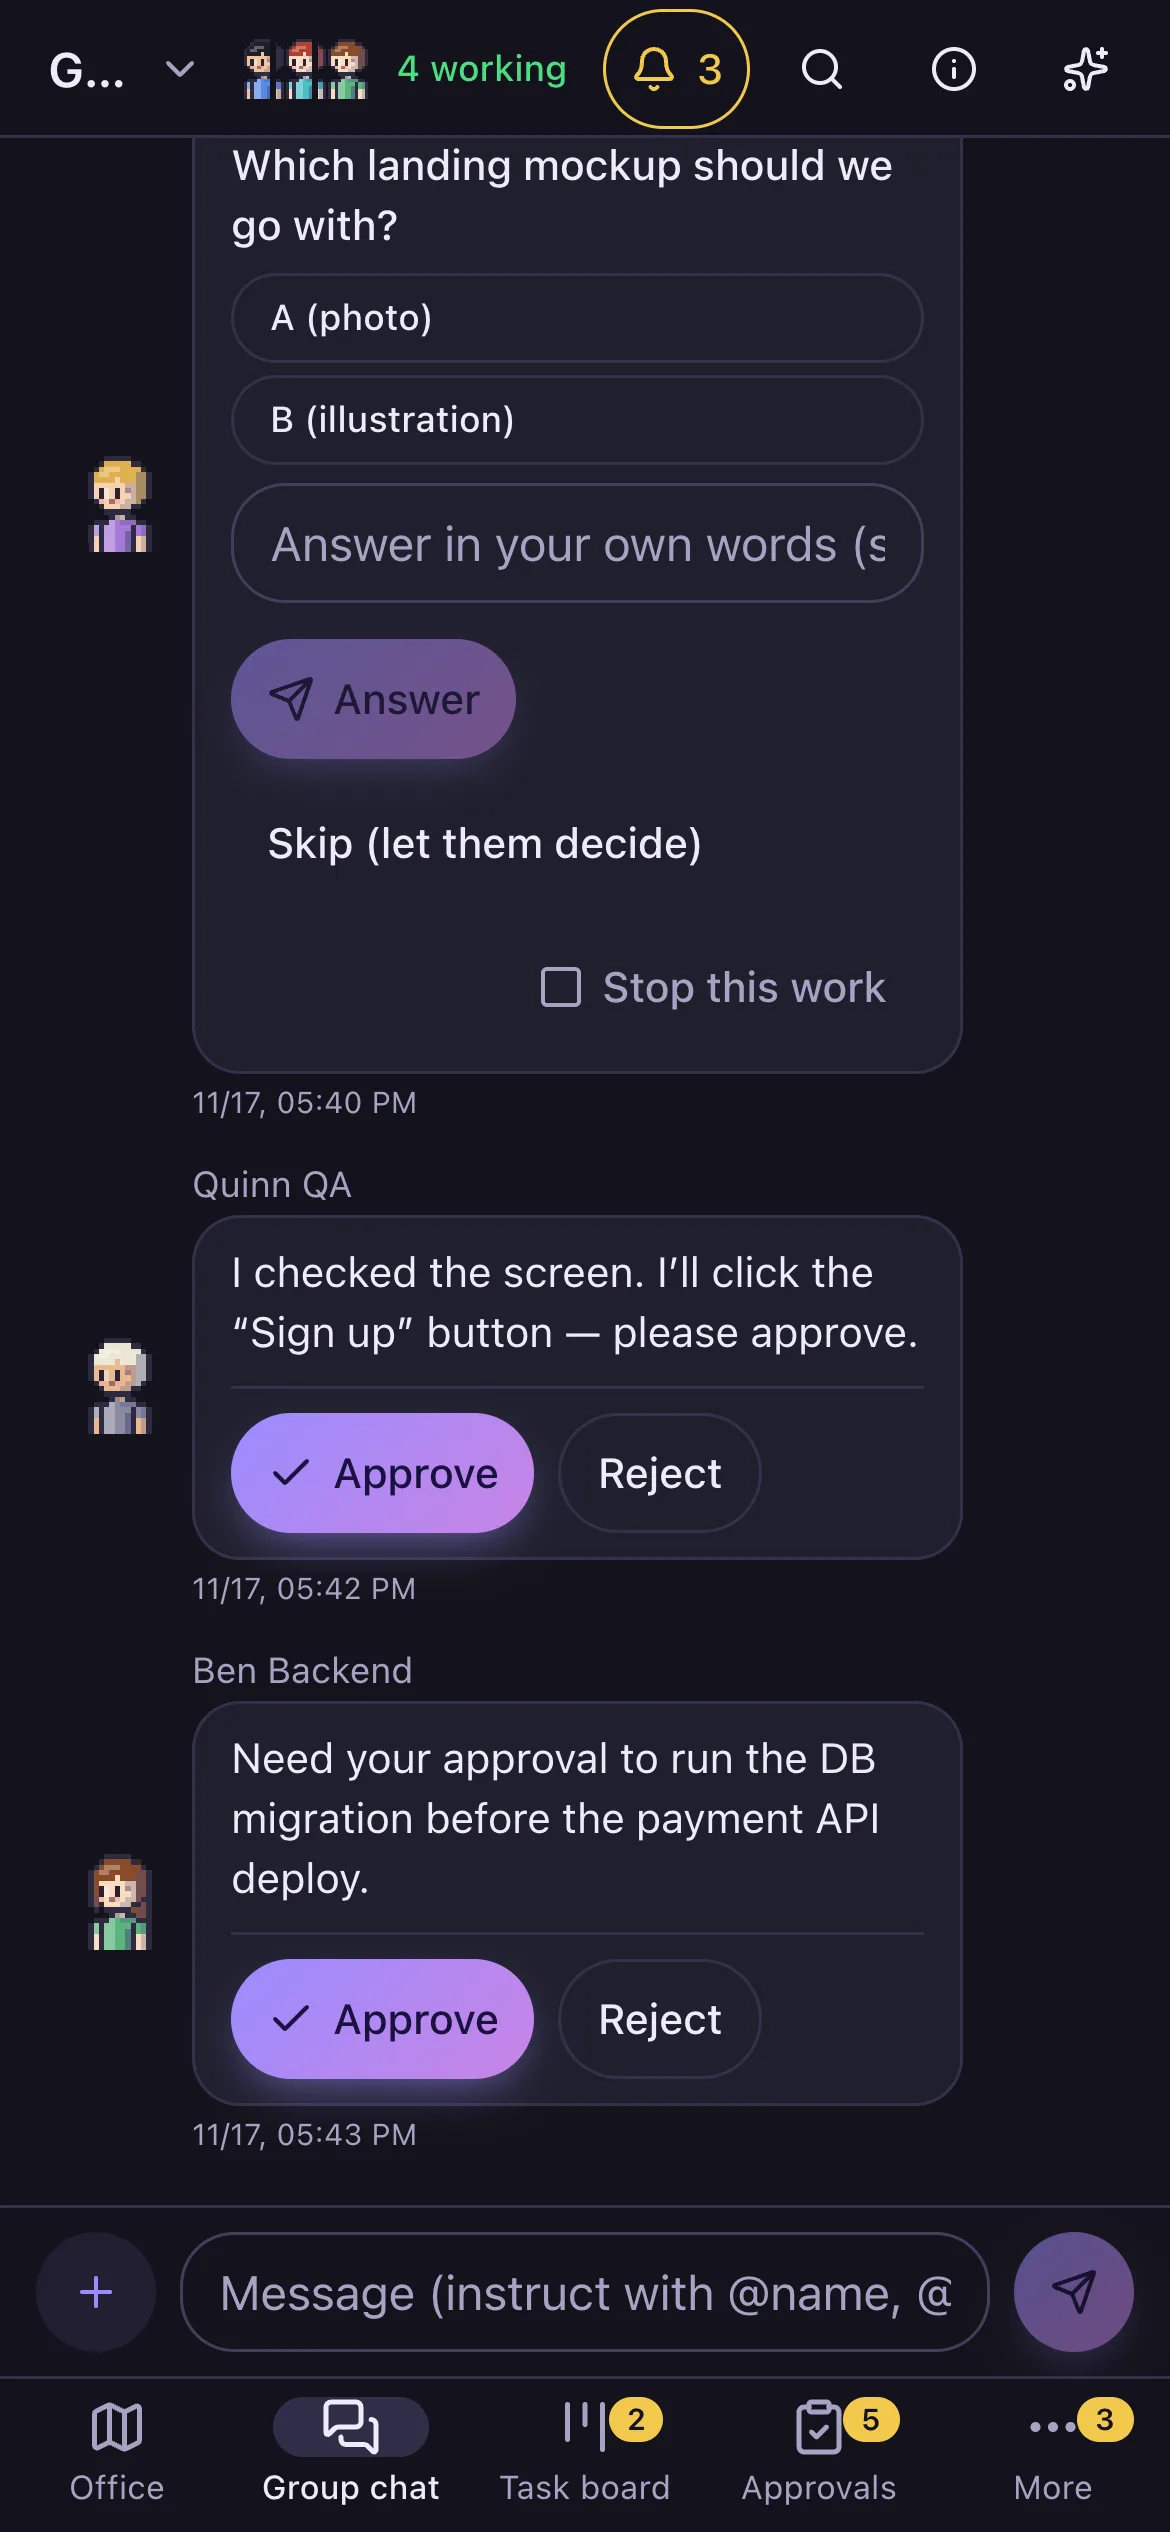 G...
4 working
3
Which landing mockup should we
go with?
A (photo)
B (illustration)
Answer in your own words (s
Answer
Skip (let them decide)
Stop this work
11/17, 05:40 PM
Quinn QA
I checked the screen. I’ll click the
“Sign up” button — please approve.
Approve
Reject
11/17, 05:42 PM
Ben Backend
Need your approval to run the DB
migration before the payment API
deploy.
Approve
Reject
11/17, 05:43 PM
Message (instruct with @name, @
2
5
3
Office
Group chat
Task board
Approvals
More